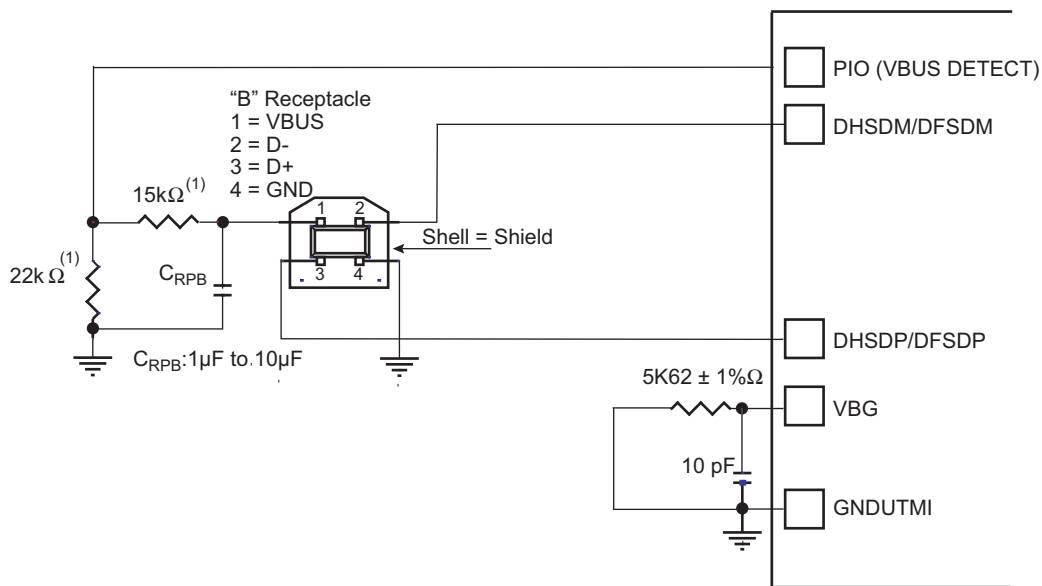 PIO (VBUS DETECT)
"B" Receptacle
1 = VBUS
2 = D-
3 = D+
4 = GND
DHSDM/DFSDM
15kΩ(1)
1 2
Shell = Shield
22k Ω(1)
CRPB
3 4
DHSDP/DFSDP
CRPB:1µF to 10µF
5K62 ± 1%Ω
VBG
10 pF
GNDUTMI